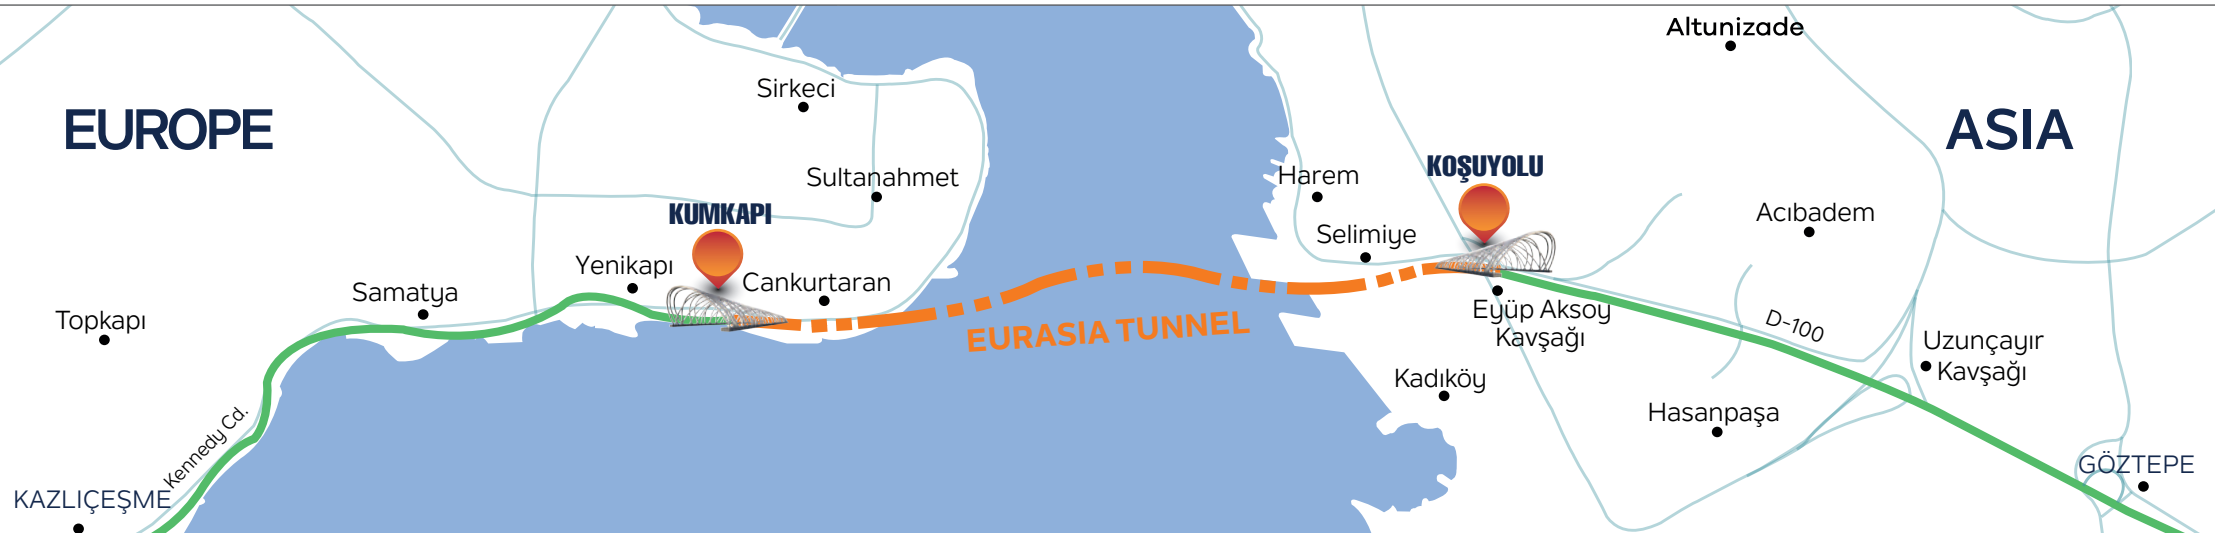 Altunizade
Sirkeci
EUROPE
ASIA
KOŞUYOLU
Sultanahmet
Harem
KUMKAPI
Acıbadem
Selimiye
Yenikapı
Cankurtaran
Samatya
Topkapı
EURASIA TUNNEL
Eyüp Aksoy
Kavşağı
D-100
Uzunçayır
Kavşağı
Kadıköy
Hasanpaşa
Kennedy Cd.
GÖZTEPE
KAZLIÇEŞME